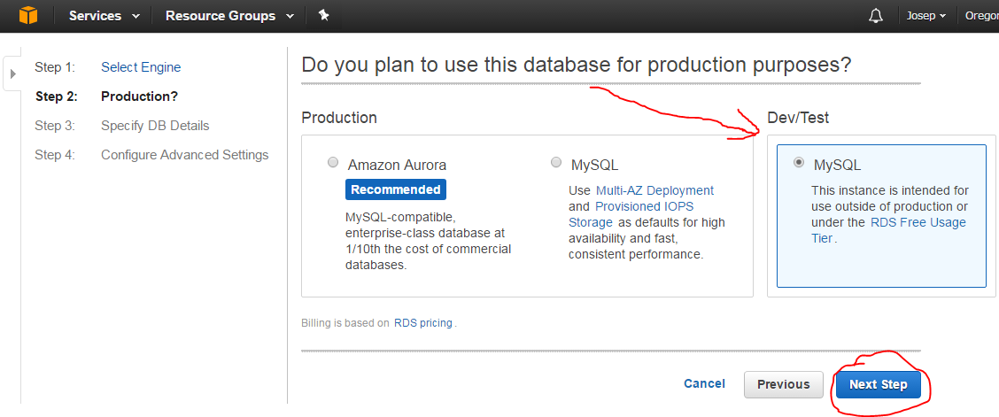 Services Resource Groups Josep Oregor
Step 1: Select Engine
Step 2: Production?
Step 3: Specify DB Details
Step 4: Configure Advanced Settings
Do you plan to use this database for production purposes?
Production
Amazon Aurora
Recommended
MySQL-compatible,
enterprise-class database at
1/10th the cost of commercial
databases.
MySQL
Use Multi-AZ Deployment
and Provisioned IOPS
Storage as defaults for high
availability and fast,
consistent performance.
Dev/Test
MySQL
This instance is intended for
use outside of production or
under the RDS Free Usage
Tier.
Billing is based on RDS pricing.
Cancel Previous Next Step